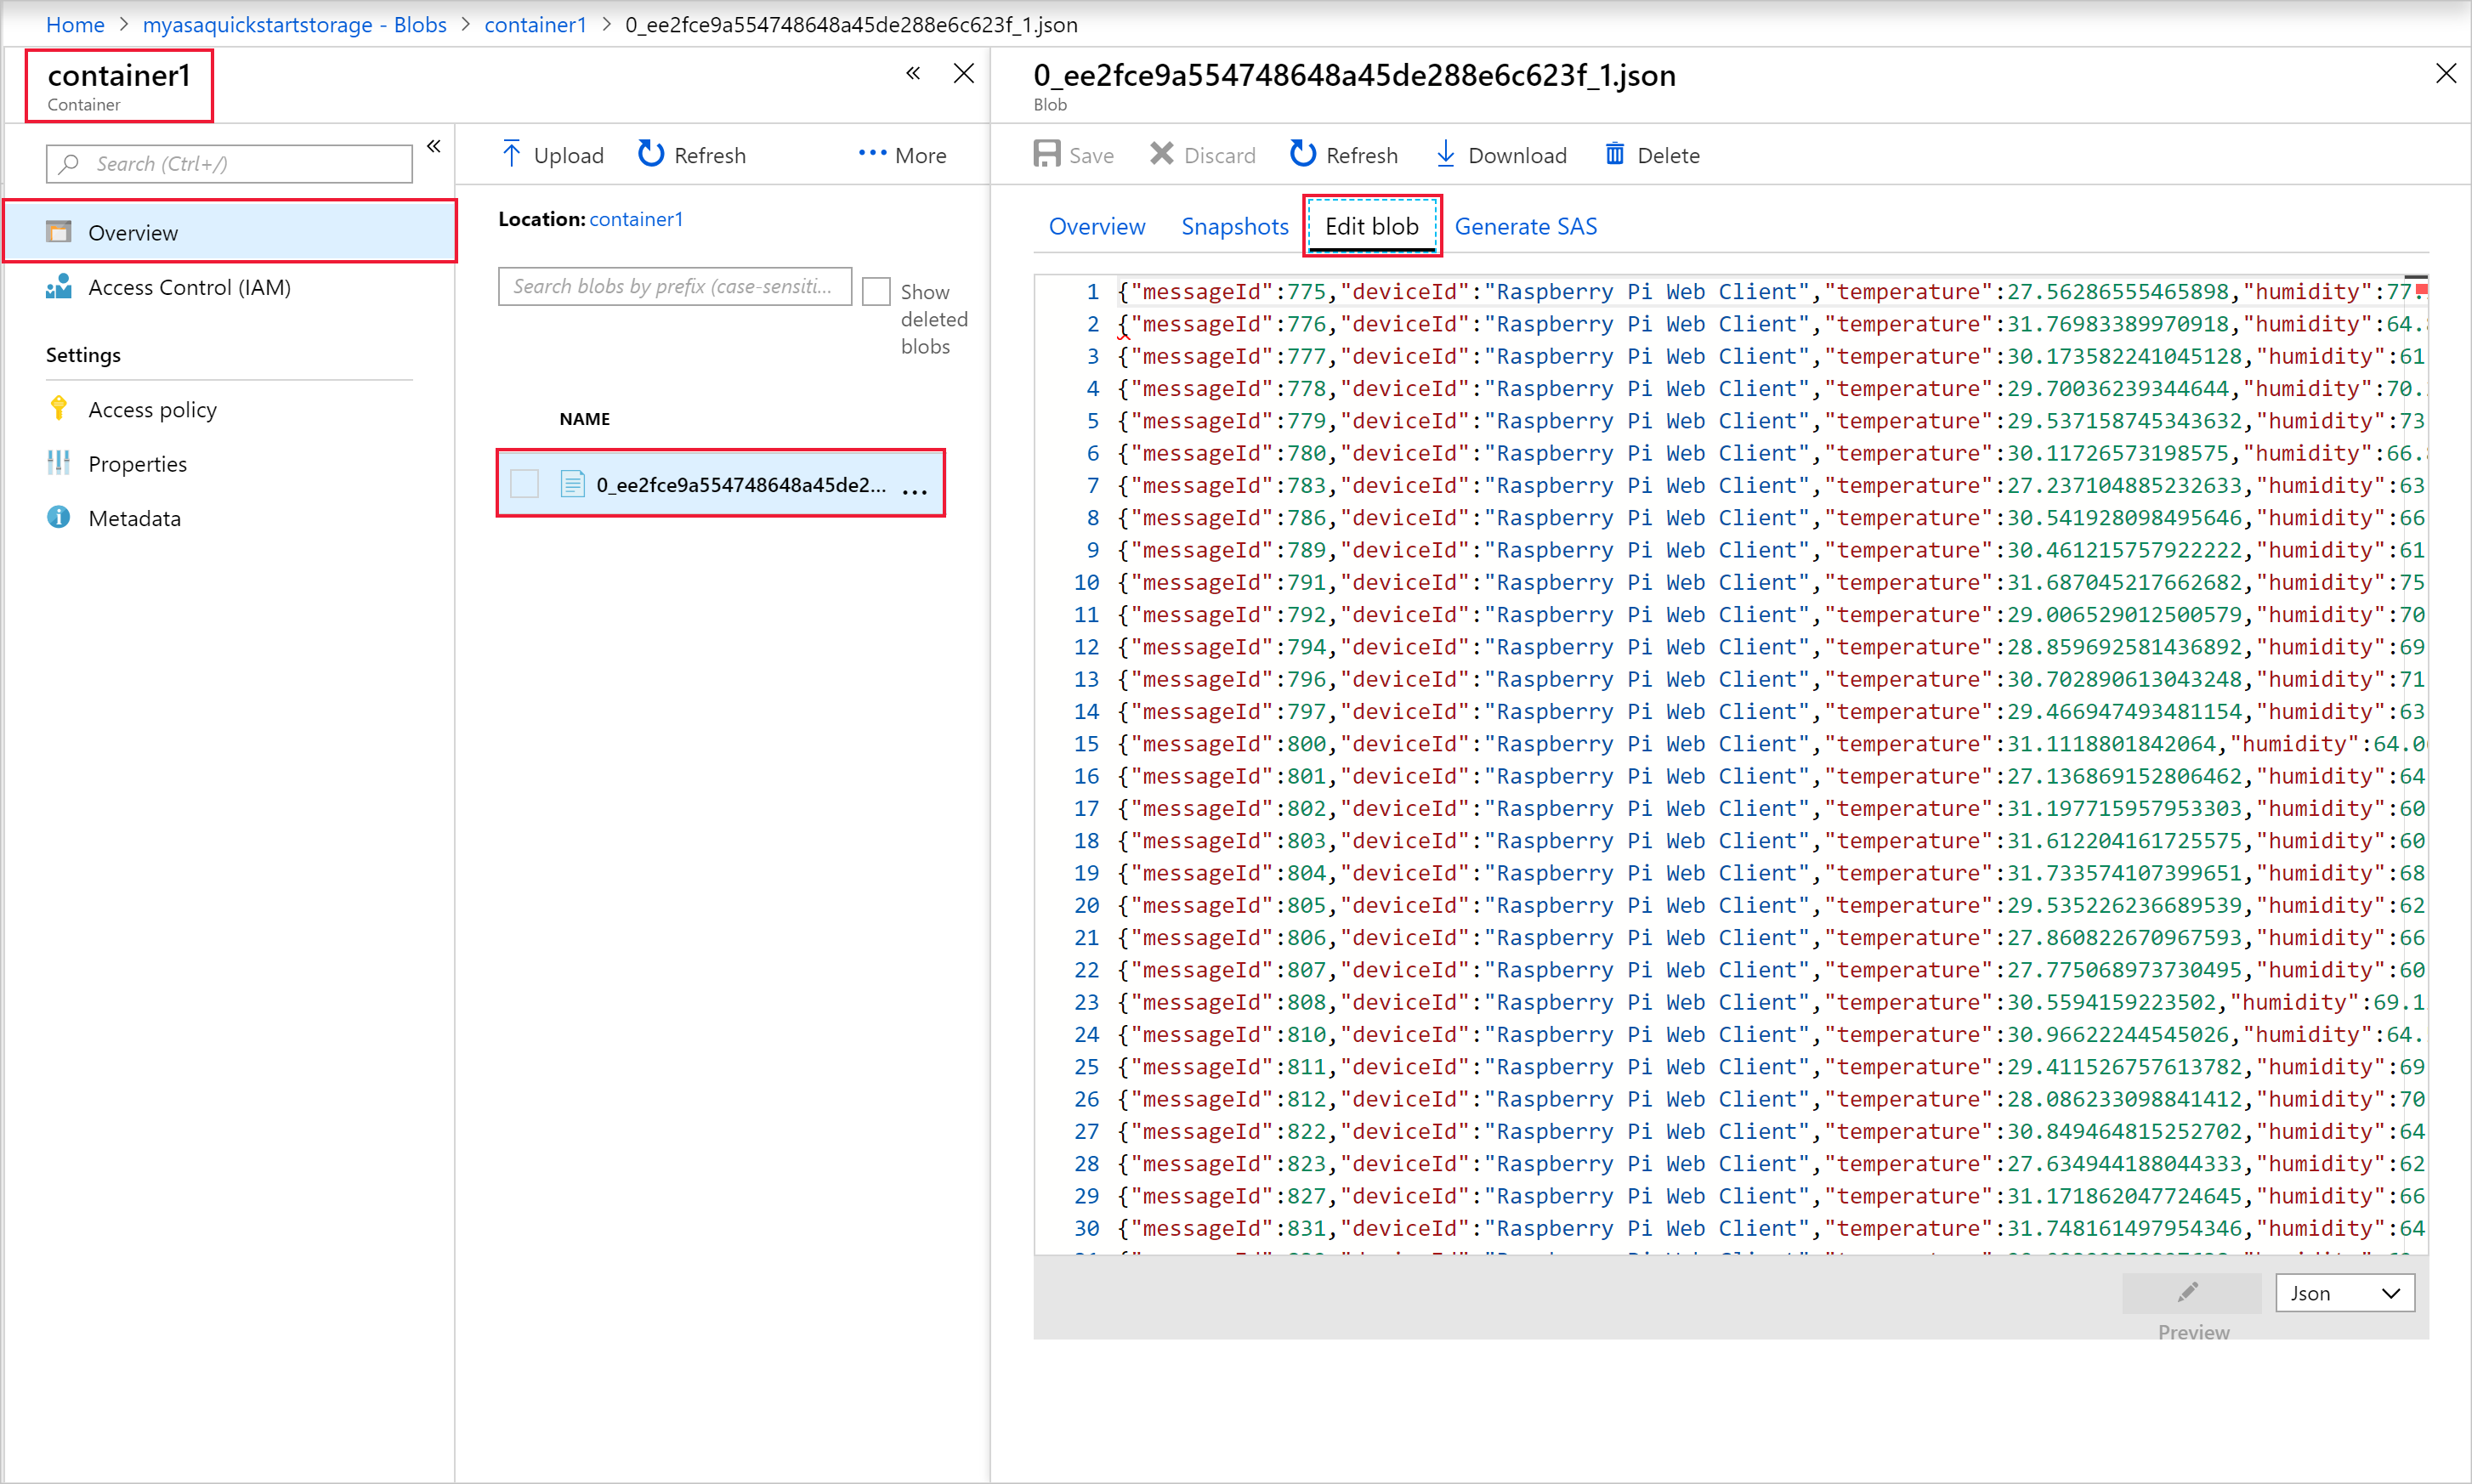 Home > myasaquickstartstorage - Blobs > container1 > 0_ee2fce9a554748648a45de288e6c623f_1.json
container1
Container
Search (Ctrl+/)
Overview
Access Control (IAM)
Settings
Access policy
Properties
Metadata
Upload Refresh More
Location: container1
Search blobs by prefix (case-sensiti...
Show
deleted
blobs
NAME
0_ee2fce9a554748648a45de2... ...
0_ee2fce9a554748648a45de288e6c623f_1.json
Blob
Save Discard Refresh Download Delete
Overview Snapshots Edit blob Generate SAS
1 {"messageId":775,"deviceId":"Raspberry Pi Web Client","temperature":27.56286555465898,"humidity":77.
2 {"messageId":776,"deviceId":"Raspberry Pi Web Client","temperature":31.76983389970918,"humidity":64.
3 {"messageId":777,"deviceId":"Raspberry Pi Web Client","temperature":30.173582241045128,"humidity":61
4 {"messageId":778,"deviceId":"Raspberry Pi Web Client","temperature":29.70036239344644,"humidity":70.
5 {"messageId":779,"deviceId":"Raspberry Pi Web Client","temperature":29.537158745343632,"humidity":73
6 {"messageId":780,"deviceId":"Raspberry Pi Web Client","temperature":30.11726573198575,"humidity":66.
7 {"messageId":783,"deviceId":"Raspberry Pi Web Client","temperature":27.237104885232633,"humidity":63
8 {"messageId":786,"deviceId":"Raspberry Pi Web Client","temperature":30.541928098495646,"humidity":66
9 {"messageId":789,"deviceId":"Raspberry Pi Web Client","temperature":30.461215757922222,"humidity":61
10 {"messageId":791,"deviceId":"Raspberry Pi Web Client","temperature":31.687045217662682,"humidity":75
11 {"messageId":792,"deviceId":"Raspberry Pi Web Client","temperature":29.006529012500579,"humidity":70
12 {"messageId":794,"deviceId":"Raspberry Pi Web Client","temperature":28.859692581436892,"humidity":69
13 {"messageId":796,"deviceId":"Raspberry Pi Web Client","temperature":30.702890613043248,"humidity":71
14 {"messageId":797,"deviceId":"Raspberry Pi Web Client","temperature":29.466947493481154,"humidity":63
15 {"messageId":800,"deviceId":"Raspberry Pi Web Client","temperature":31.1118801842064,"humidity":64.0
16 {"messageId":801,"deviceId":"Raspberry Pi Web Client","temperature":27.136869152806462,"humidity":64
17 {"messageId":802,"deviceId":"Raspberry Pi Web Client","temperature":31.197715957953303,"humidity":60
18 {"messageId":803,"deviceId":"Raspberry Pi Web Client","temperature":31.612204161725575,"humidity":60
19 {"messageId":804,"deviceId":"Raspberry Pi Web Client","temperature":31.733574107399651,"humidity":68
20 {"messageId":805,"deviceId":"Raspberry Pi Web Client","temperature":29.535226236689539,"humidity":62
21 {"messageId":806,"deviceId":"Raspberry Pi Web Client","temperature":27.860822670967593,"humidity":66
22 {"messageId":807,"deviceId":"Raspberry Pi Web Client","temperature":27.775068973730495,"humidity":60
23 {"messageId":808,"deviceId":"Raspberry Pi Web Client","temperature":30.5594159223502,"humidity":69.1
24 {"messageId":810,"deviceId":"Raspberry Pi Web Client","temperature":30.96622244545026,"humidity":64.
25 {"messageId":811,"deviceId":"Raspberry Pi Web Client","temperature":29.411526757613782,"humidity":69
26 {"messageId":812,"deviceId":"Raspberry Pi Web Client","temperature":28.086233098841412,"humidity":70
27 {"messageId":822,"deviceId":"Raspberry Pi Web Client","temperature":30.849464815252702,"humidity":64
28 {"messageId":823,"deviceId":"Raspberry Pi Web Client","temperature":27.634944188044333,"humidity":62
29 {"messageId":827,"deviceId":"Raspberry Pi Web Client","temperature":31.171862047724645,"humidity":66
30 {"messageId":831,"deviceId":"Raspberry Pi Web Client","temperature":31.748161497954346,"humidity":64
Json
Preview